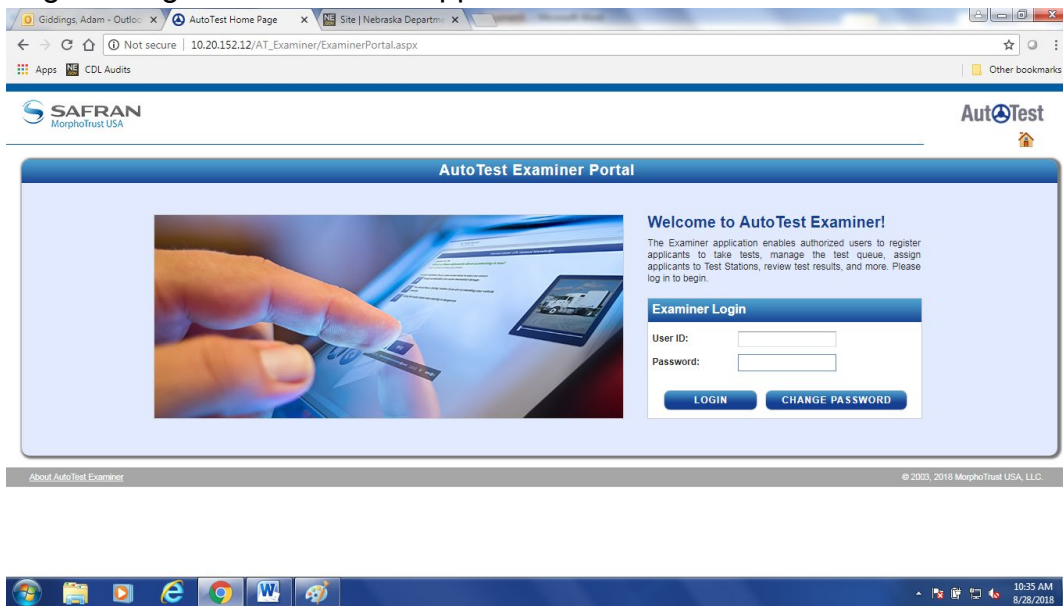 Giddings, Adam - Outloo
AutoTest Home Page
Site | Nebraska Departme
Not secure | 10.20.152.12/AT_Examiner/ExaminerPortal.aspx
Apps
CDL Audits
Other bookmarks
SAFRAN
MorphoTrust USA
AutoTest
AutoTest Examiner Portal
Welcome to AutoTest Examiner!
The Examiner application enables authorized users to register
applicants to take tests, manage the test queue, assign
applicants to Test Stations, review test results, and more. Please
log in to begin.
Examiner Login
User ID:
Password:
LOGIN
CHANGE PASSWORD
About AutoTest Examiner
© 2003, 2018 MorphoTrust USA, LLC.
10:35 AM
8/28/2018